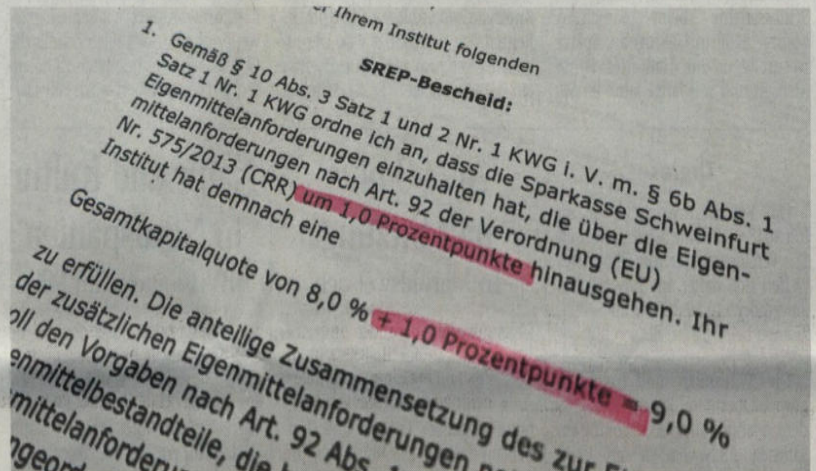 Ihrem Institut folgenden
SREP-Bescheid:
1. Gemäß § 10 Abs. 3 Satz 1 und 2 Nr. 1 KWG i. V. m. § 6b Abs. 1
Satz 1 Nr. 1 KWG ordne ich an, dass die Sparkasse Schweinfurt
Eigenmittelanforderungen einzuhalten hat, die über die Eigen-
mittelanforderungen nach Art. 92 der Verordnung (EU)
Nr. 575/2013 (CRR) um 1,0 Prozentpunkte hinausgehen. Ihr
Institut hat demnach eine
Gesamtkapitalquote von 8,0 % + 1,0 Prozentpunkte = 9,0 %
zu erfüllen. Die anteilige Zusammensetzung des zur
der zusätzlichen Eigenmittelanforderungen
oll den Vorgaben nach Art. 92 Abs.
enmittelbestandteile, die
mittelanforderu
ngeord